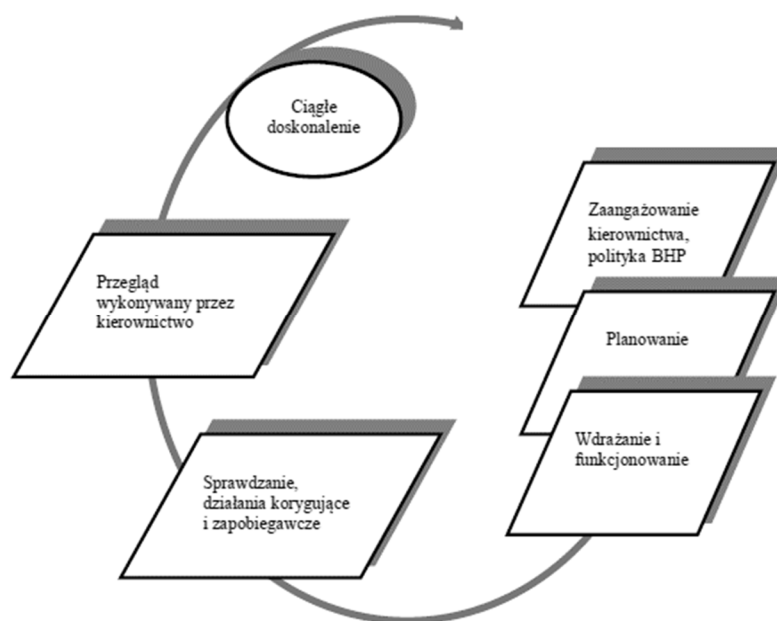 Ciągłe
doskonalenie
Zaangażowanie
kierownictwa,
polityka BHP
Przegląd
wykonywany przez
kierownictwo
Planowanie
Wdrażanie i
funkcjonowanie
Sprawdzanie,
działania korygujące
i zapobiegawcze